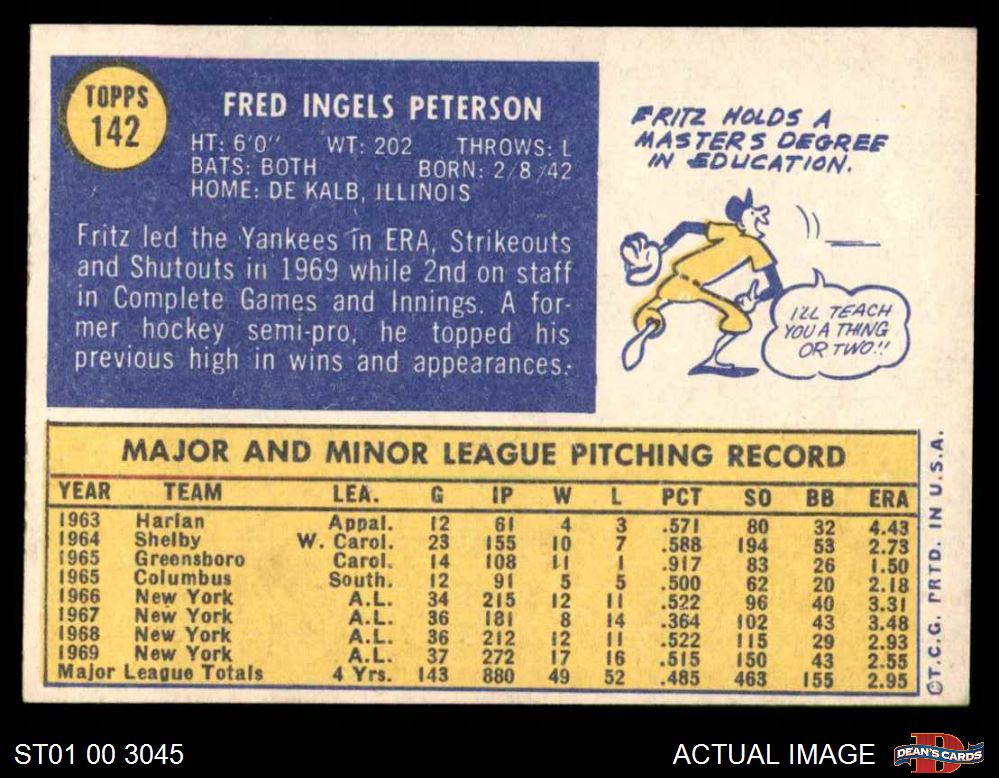 TOPPS
142
FRED INGELS PETERSON
HT: 6'0" WT: 202 THROWS: L
BATS: BOTH BORN: 2/8/42
HOME: DE KALB, ILLINOIS
Fritz led the Yankees in ERA, Strikeouts
and Shutouts in 1969 while 2nd on staff
in Complete Games and Innings. A for-
mer hockey semi-pro, he topped his
previous high in wins and appearances.
FRITZ HOLDS A
MASTERS DEGREE
IN EDUCATION.
I'LL TEACH
YOU A THING
OR TWO!!
MAJOR AND MINOR LEAGUE PITCHING RECORD
YEAR TEAM LEA. G IP W L PCT SO BB ERA
1963 Harlan Appal. 12 61 4 3 .571 80 32 4.43
1964 Shelby W. Carol. 23 155 10 7 .588 194 53 2.73
1965 Greensboro Carol. 14 108 11 1 .917 83 26 1.50
1965 Columbus South. 12 91 5 5 .500 62 20 2.18
1966 New York A.L. 34 215 12 11 .522 96 40 3.31
1967 New York A.L. 36 181 8 14 .364 102 43 3.48
1968 New York A.L. 36 212 12 11 .522 115 29 2.93
1969 New York A.L. 37 272 17 16 .515 150 43 2.55
Major League Totals 4 Yrs. 143 880 49 52 .485 463 155 2.95
©T.C.G. PRTD. IN U.S.A.
ST01 00 3045
ACTUAL IMAGE
D
DEAN'S CARDS